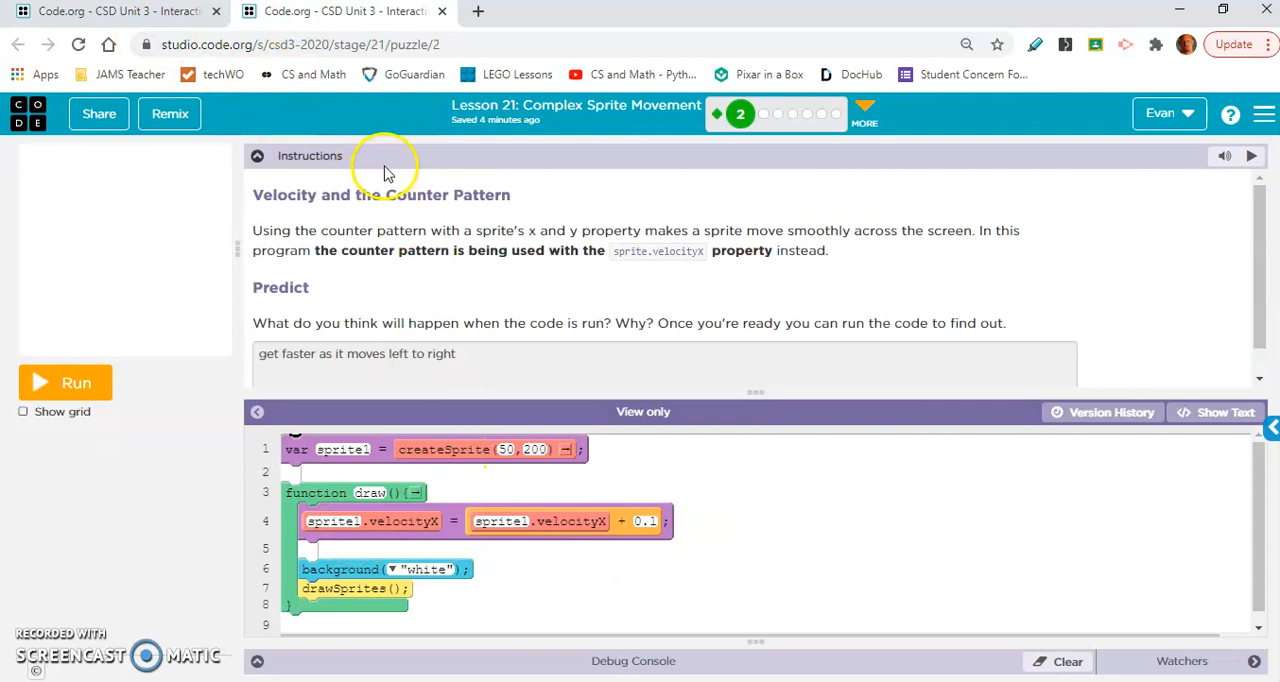 Code.org - CSD Unit 3 - Interacti
Code.org - CSD Unit 3 - Interacti
studio.code.org/s/csd3-2020/stage/21/puzzle/2
Update
Apps
JAMS Teacher
techWO
CS and Math
GoGuardian
LEGO Lessons
CS and Math - Pyth...
Pixar in a Box
DocHub
Student Concern Fo...
C O
D E
Share
Remix
Lesson 21: Complex Sprite Movement
Saved 4 minutes ago
2
MORE
Evan
?
Instructions
Velocity and the Counter Pattern
Using the counter pattern with a sprite's x and y property makes a sprite move smoothly across the screen. In this
program the counter pattern is being used with the sprite.velocityX property instead.
Predict
What do you think will happen when the code is run? Why? Once you're ready you can run the code to find out.
get faster as it moves left to right
Run
Show grid
View only
Version History
</> Show Text
1 var sprite1 = createSprite(50,200);
2
3 function draw(){
4 sprite1.velocityX = sprite1.velocityX + 0.1;
5
6 background("white");
7 drawSprites();
8 }
9
RECORDED WITH
SCREENCAST MATIC
©
Debug Console
Clear
Watchers